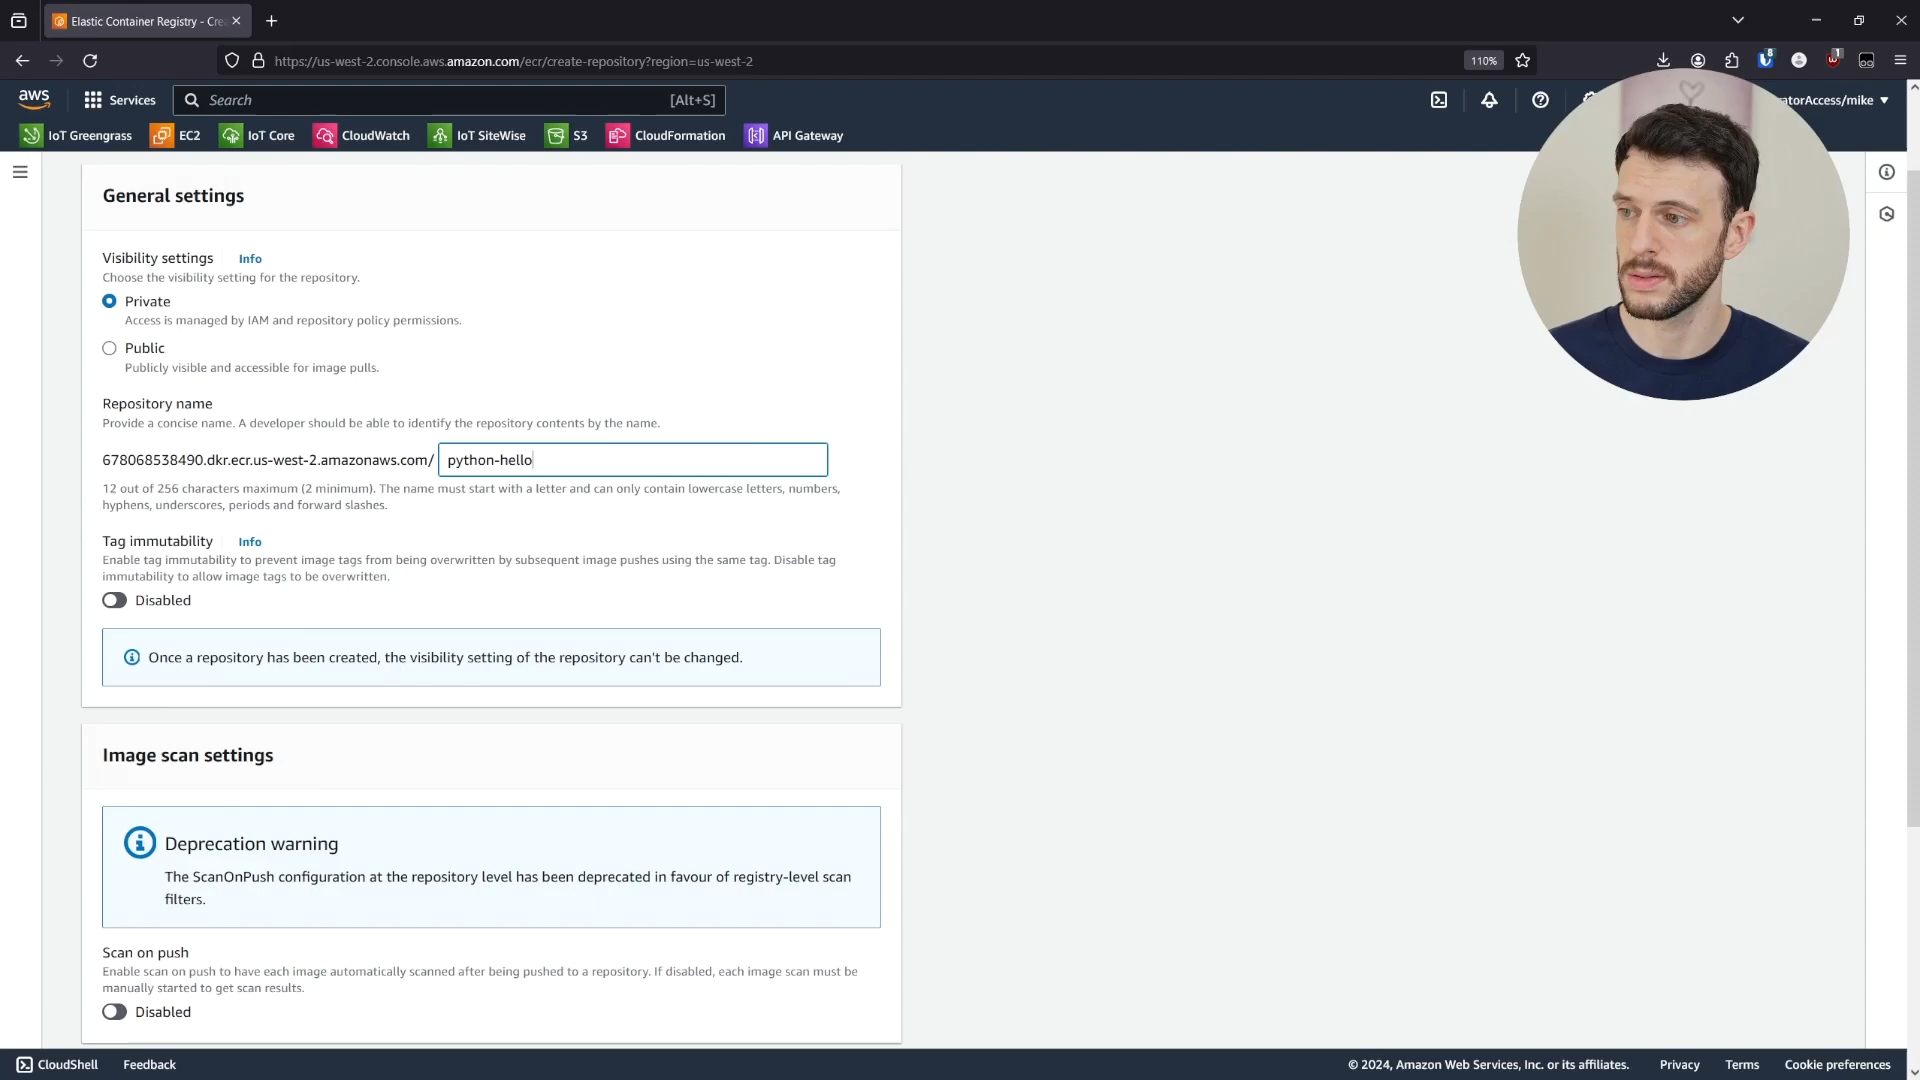 Elastic Container Registry - Cre
https://us-west-2.console.aws.amazon.com/ecr/create-repository?region=us-west-2
110%
8
1
aws
Services
Search
[Alt+S]
ratorAccess/mike
IoT Greengrass
EC2
IoT Core
CloudWatch
IoT SiteWise
S3
CloudFormation
API Gateway
General settings
Visibility settings
Info
Choose the visibility setting for the repository.
Private
Access is managed by IAM and repository policy permissions.
Public
Publicly visible and accessible for image pulls.
Repository name
Provide a concise name. A developer should be able to identify the repository contents by the name.
678068538490.dkr.ecr.us-west-2.amazonaws.com/
python-hello
12 out of 256 characters maximum (2 minimum). The name must start with a letter and can only contain lowercase letters, numbers,
hyphens, underscores, periods and forward slashes.
Tag immutability
Info
Enable tag immutability to prevent image tags from being overwritten by subsequent image pushes using the same tag. Disable tag
immutability to allow image tags to be overwritten.
Disabled
Once a repository has been created, the visibility setting of the repository can't be changed.
Image scan settings
Deprecation warning
The ScanOnPush configuration at the repository level has been deprecated in favour of registry-level scan
filters.
Scan on push
Enable scan on push to have each image automatically scanned after being pushed to a repository. If disabled, each image scan must be
manually started to get scan results.
Disabled
CloudShell
Feedback
© 2024, Amazon Web Services, Inc. or its affiliates.
Privacy
Terms
Cookie preferences